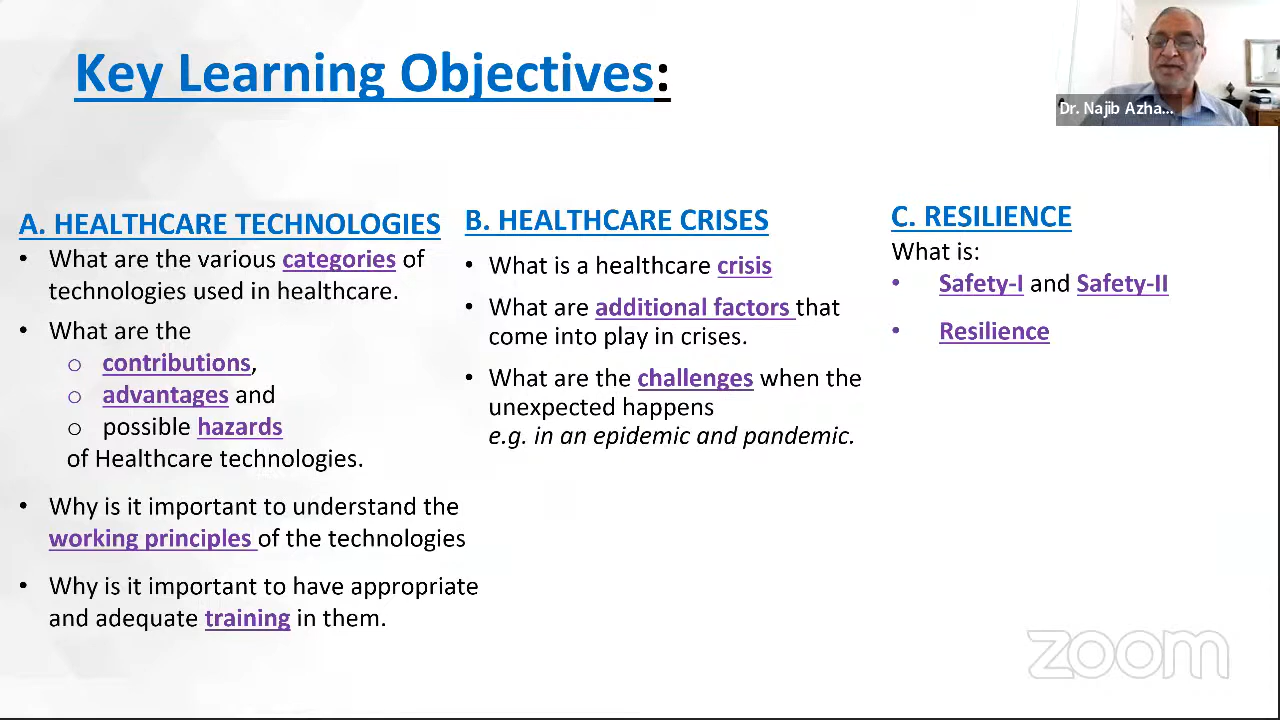 Key Learning Objectives:
Dr. Najib Azha...
A. HEALTHCARE TECHNOLOGIES
• What are the various categories of
technologies used in healthcare.
• What are the
o contributions,
o advantages and
o possible hazards
of Healthcare technologies.
• Why is it important to understand the
working principles of the technologies
• Why is it important to have appropriate
and adequate training in them.
B. HEALTHCARE CRISES
• What is a healthcare crisis
• What are additional factors that
come into play in crises.
• What are the challenges when the
unexpected happens
e.g. in an epidemic and pandemic.
C. RESILIENCE
What is:
• Safety-I and Safety-II
• Resilience
zoom